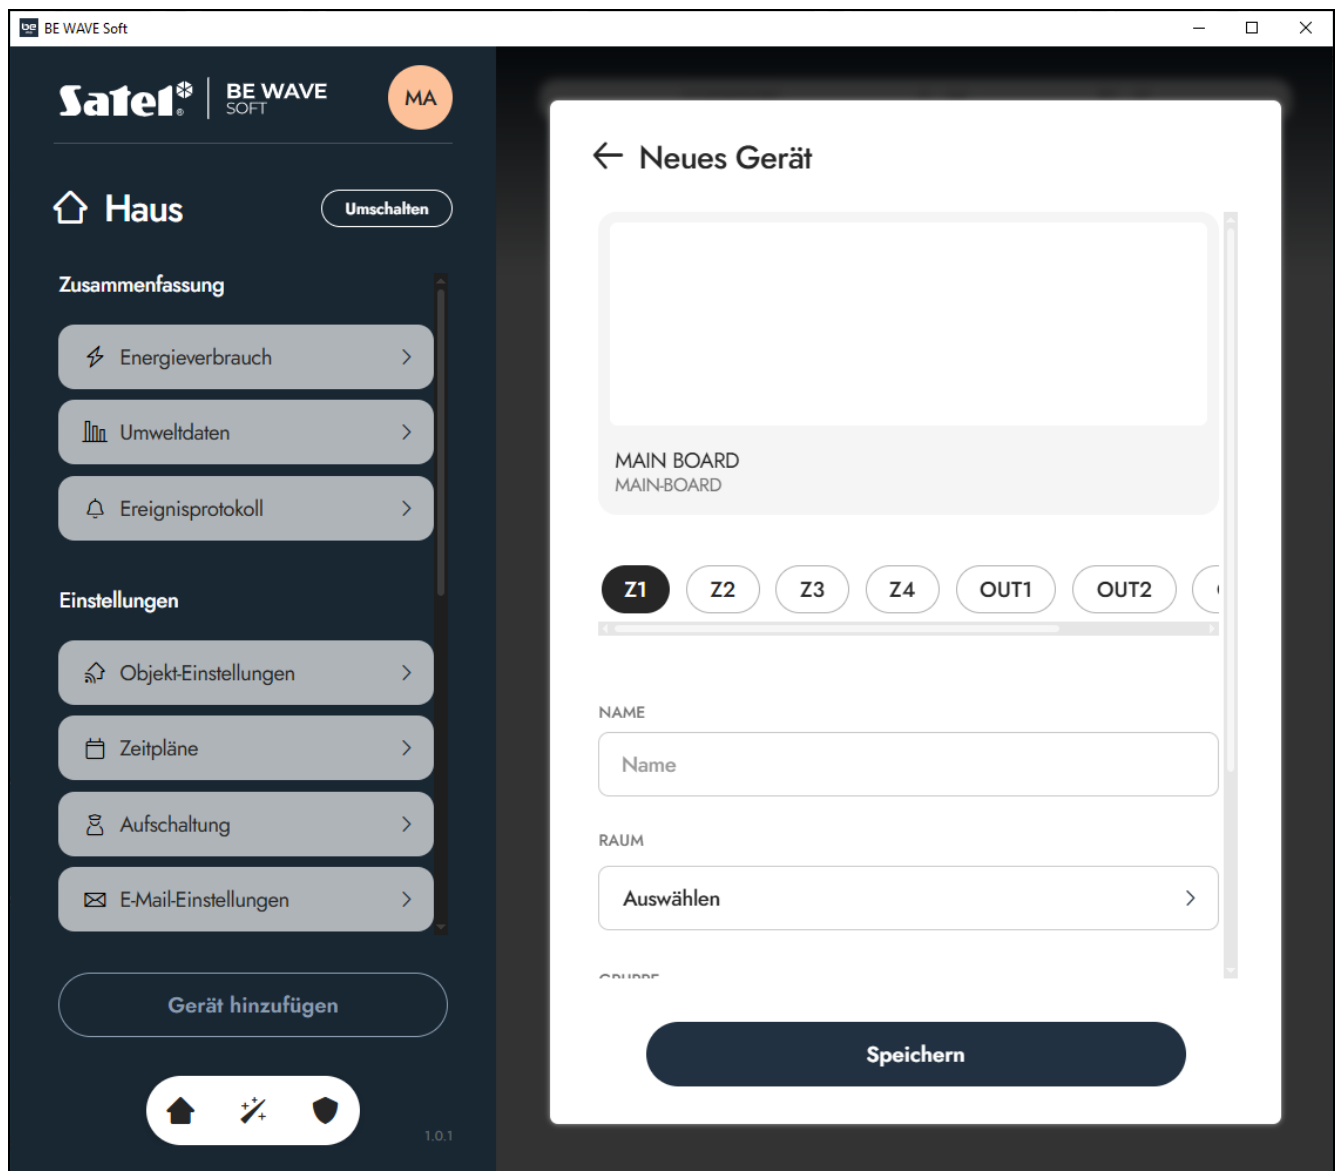 be BE WAVE Soft
Satel® BE WAVE SOFT MA
Haus Umschalten
Zusammenfassung
Energieverbrauch
Umweltdaten
Ereignisprotokoll
Einstellungen
Objekt-Einstellungen
Zeitpläne
Aufschaltung
E-Mail-Einstellungen
Gerät hinzufügen
1.0.1
Neues Gerät
MAIN BOARD
MAIN-BOARD
Z1 Z2 Z3 Z4 OUT1 OUT2
NAME
Name
RAUM
Auswählen
GRUPPE
Speichern